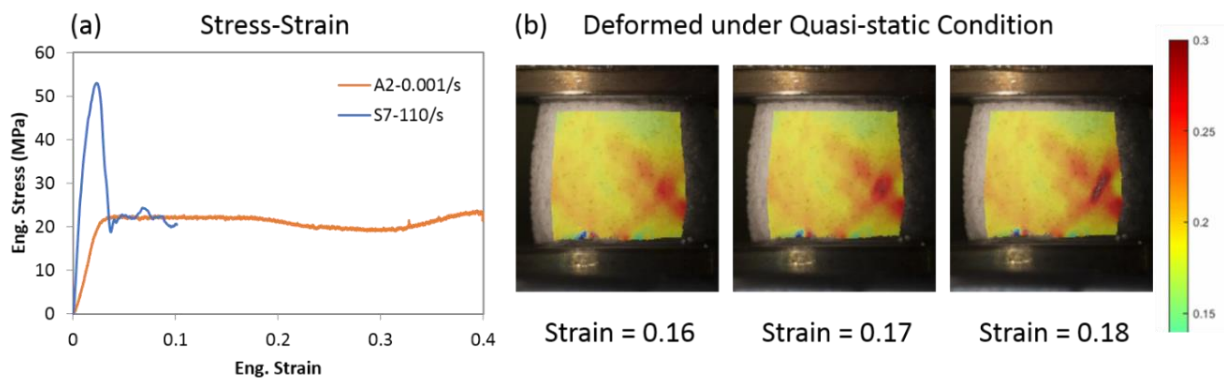 (a) Stress-Strain
60
50
40
30
20
10
0
Eng. Stress (MPa)
A2-0.001/s
S7-110/s
0 0.1 0.2 0.3 0.4
Eng. Strain
(b) Deformed under Quasi-static Condition
Strain = 0.16 Strain = 0.17 Strain = 0.18
0.3
0.25
0.2
0.15